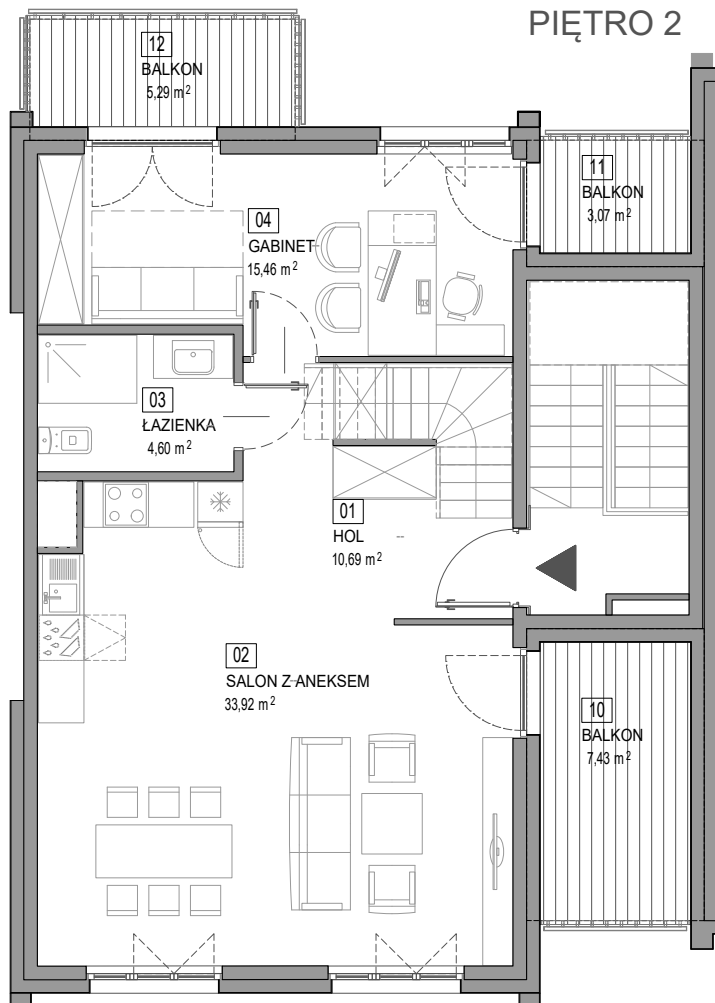 PIĘTRO 2
12
BALKON
5,29 m²
11
BALKON
3,07 m²
04
GABINET
15,46 m²
03
ŁAZIENKA
4,60 m²
01
HOL
10,69 m²
02
SALON Z ANEKSEM
33,92 m²
10
BALKON
7,43 m²